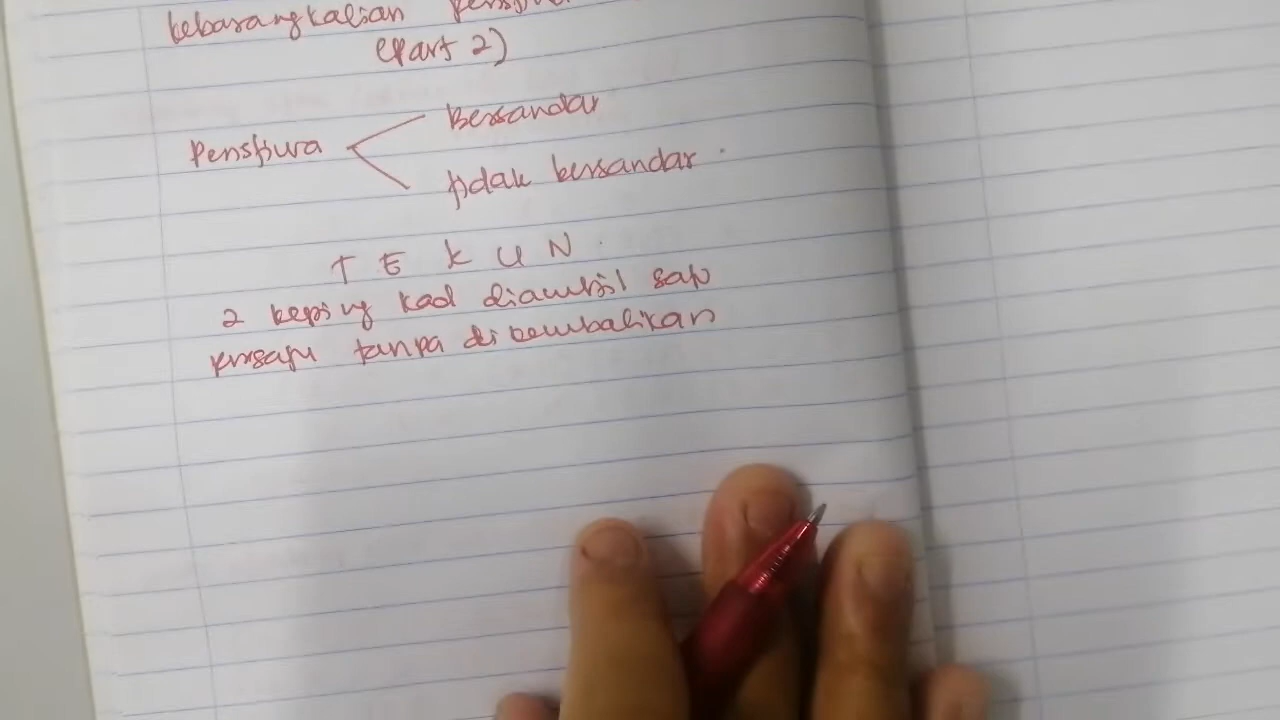 kebarangkalian
(Part 2)
Peristiwa
Bersandar
tidak bersandar
T E K U N
2 keping kad diambil satu
persatu tanpa dikembalikan